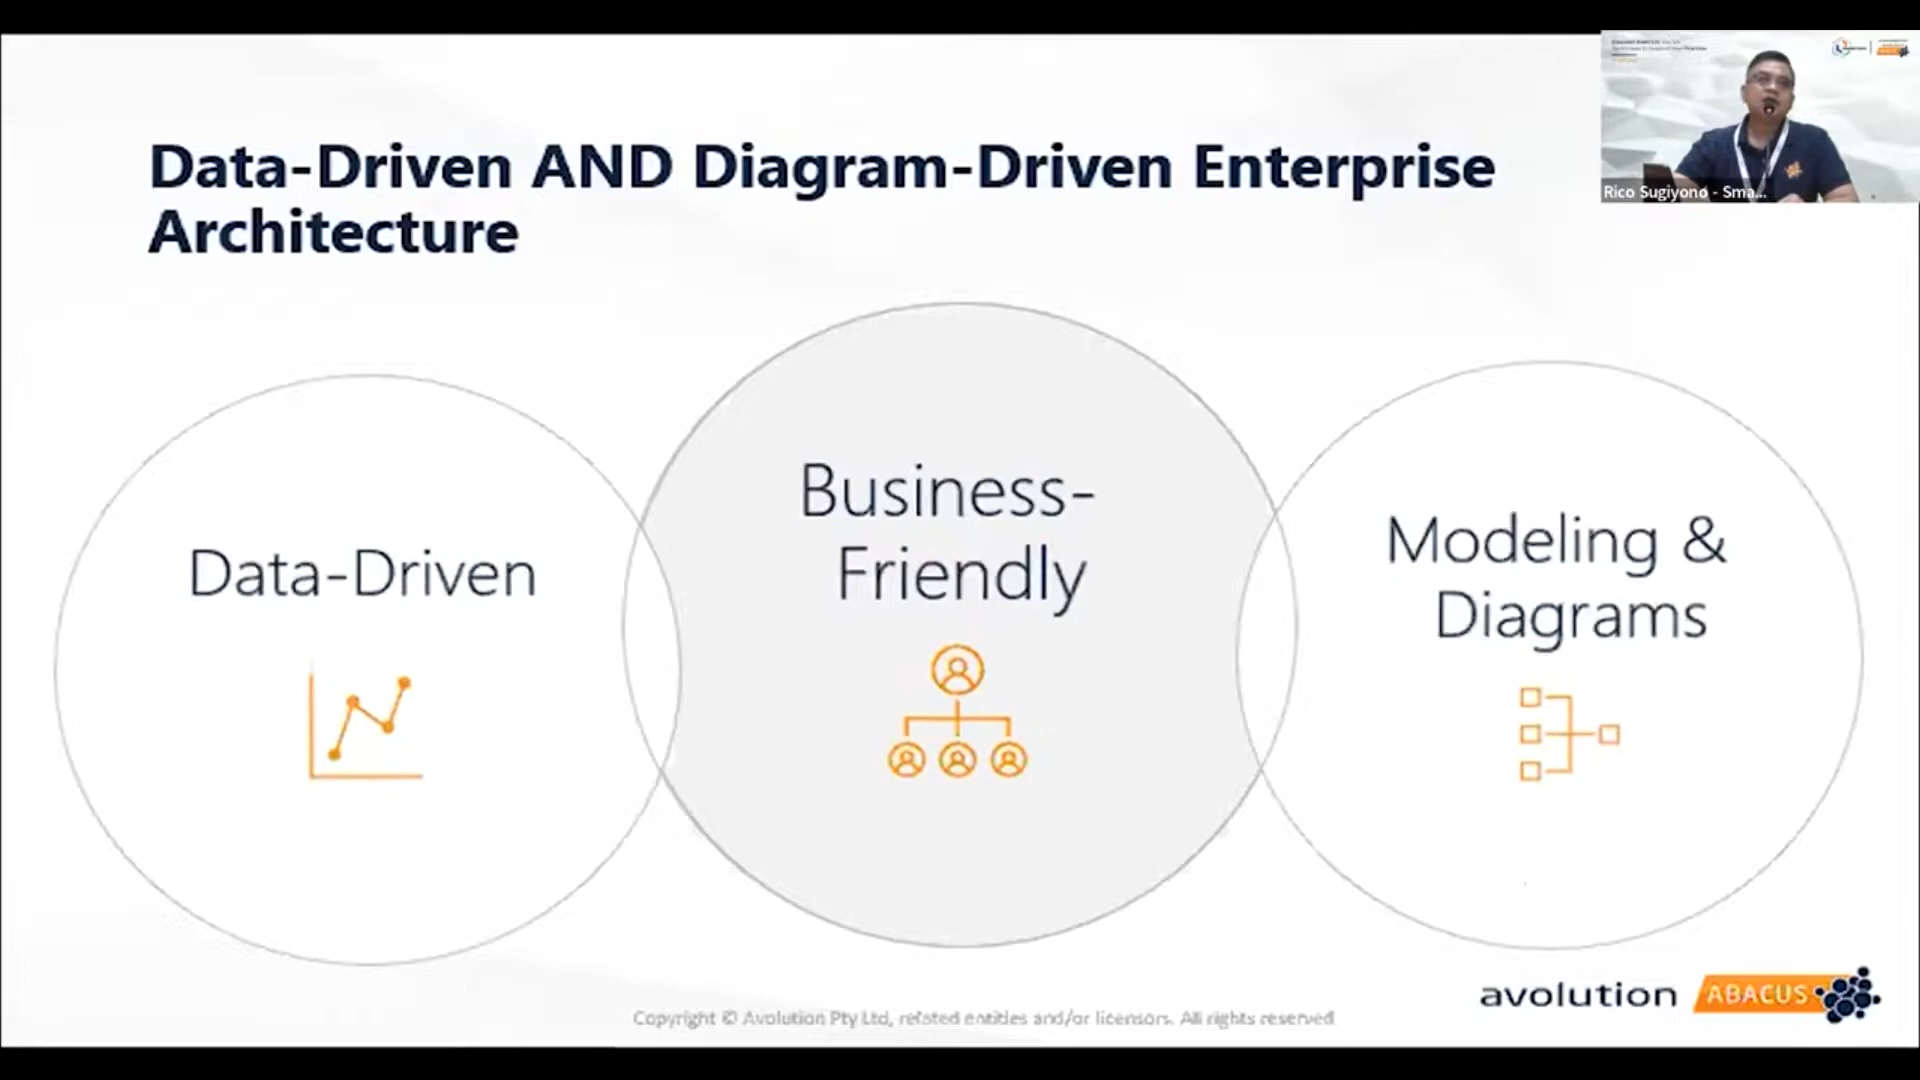 Data-Driven AND Diagram-Driven Enterprise
Architecture
Rico Sugiyono - Sma...
Data-Driven
Business-
Friendly
Modeling &
Diagrams
avolution ABACUS
Copyright © Avolution Pty Ltd, related entities and/or licensors. All rights reserved